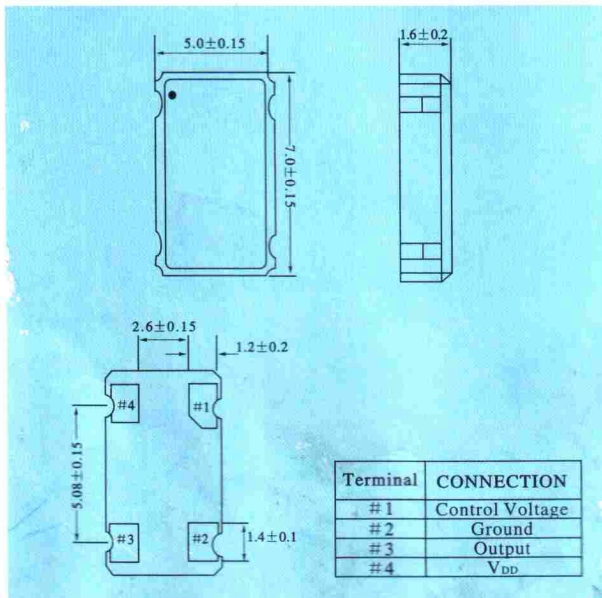 5.0±0.15
1.6±0.2
7.0±0.15
2.6±0.15
1.2±0.2
#4
#1
5.08±0.15
#3
#2
1.4±0.1
Terminal CONNECTION
#1 Control Voltage
#2 Ground
#3 Output
#4 VDD